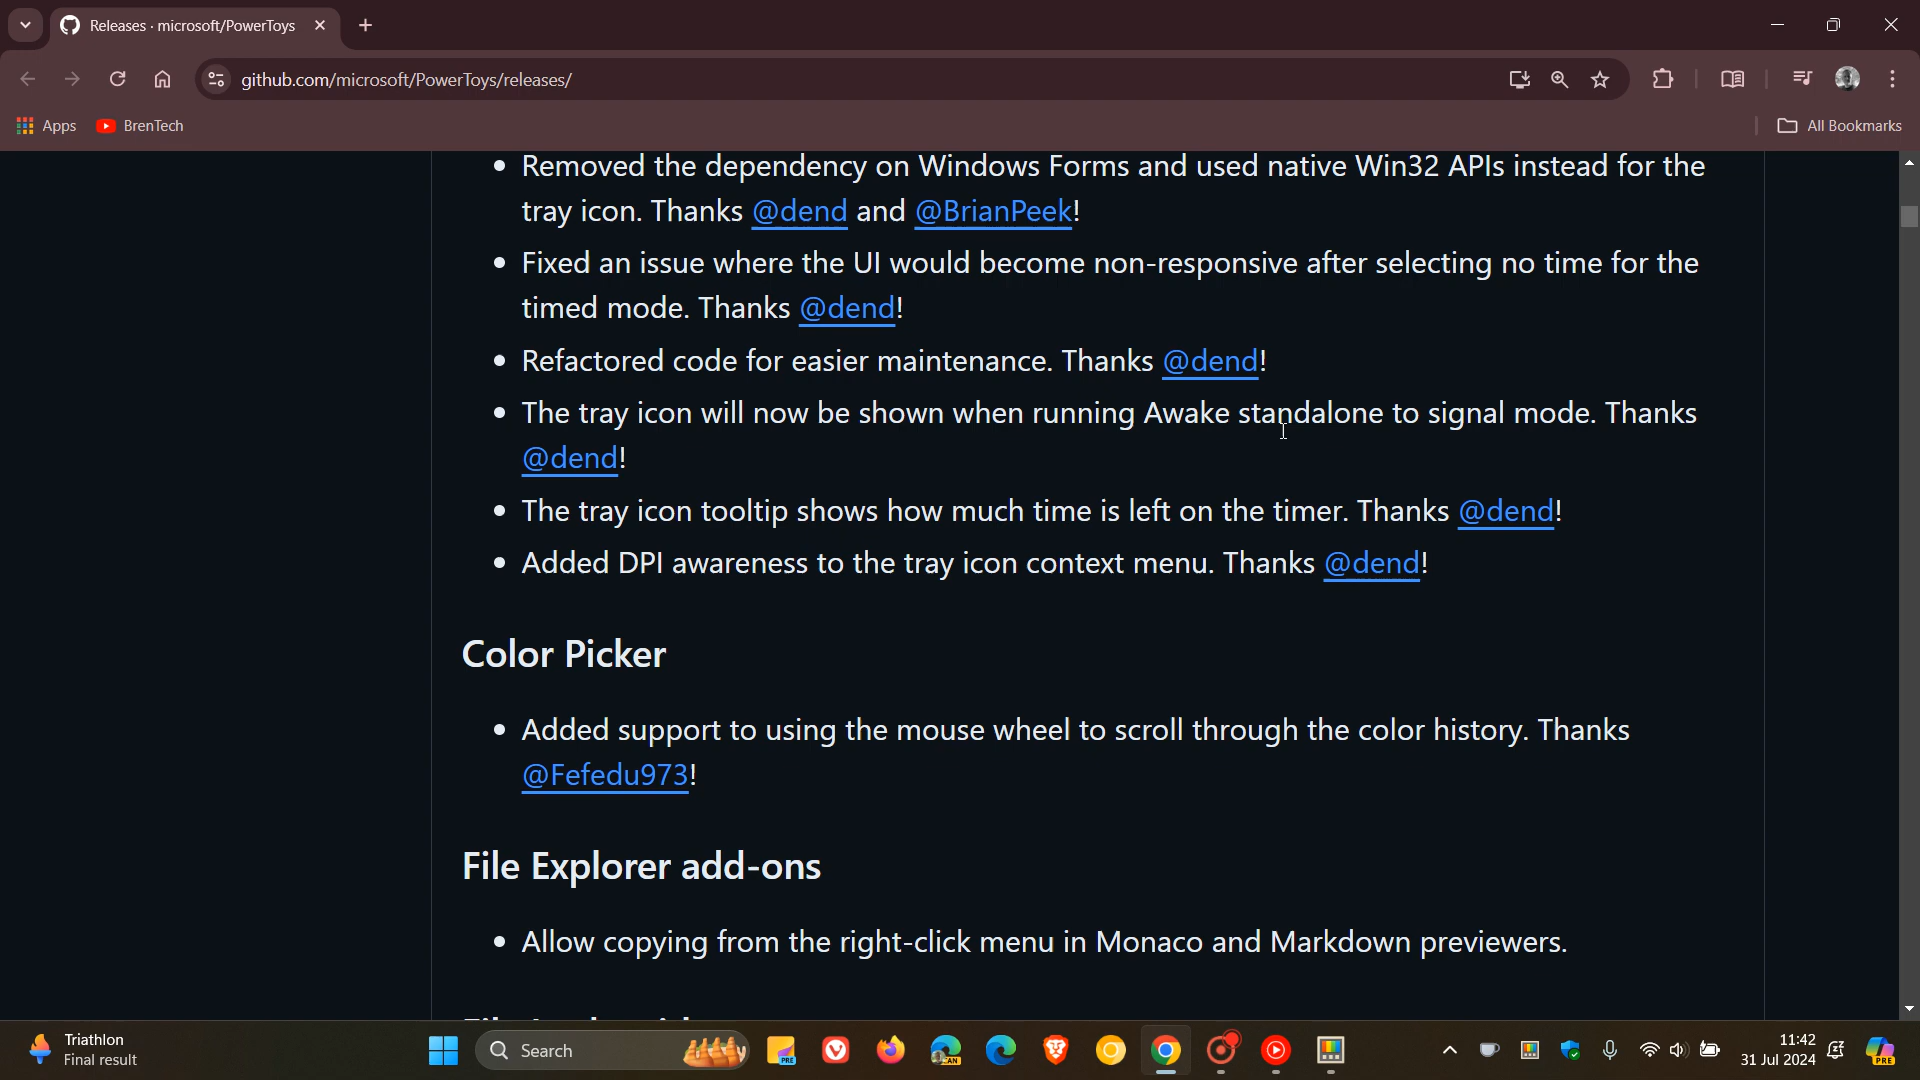 Releases · microsoft/PowerToys
github.com/microsoft/PowerToys/releases/
Apps
BrenTech
All Bookmarks
• Removed the dependency on Windows Forms and used native Win32 APIs instead for the
tray icon. Thanks @dend and @BrianPeek!
• Fixed an issue where the UI would become non-responsive after selecting no time for the
timed mode. Thanks @dend!
• Refactored code for easier maintenance. Thanks @dend!
• The tray icon will now be shown when running Awake standalone to signal mode. Thanks
@dend!
• The tray icon tooltip shows how much time is left on the timer. Thanks @dend!
• Added DPI awareness to the tray icon context menu. Thanks @dend!
Color Picker
• Added support to using the mouse wheel to scroll through the color history. Thanks
@Fefedu973!
File Explorer add-ons
• Allow copying from the right-click menu in Monaco and Markdown previewers.
Triathlon
Final result
Search
PRE
CAN
11:42
31 Jul 2024
PRE